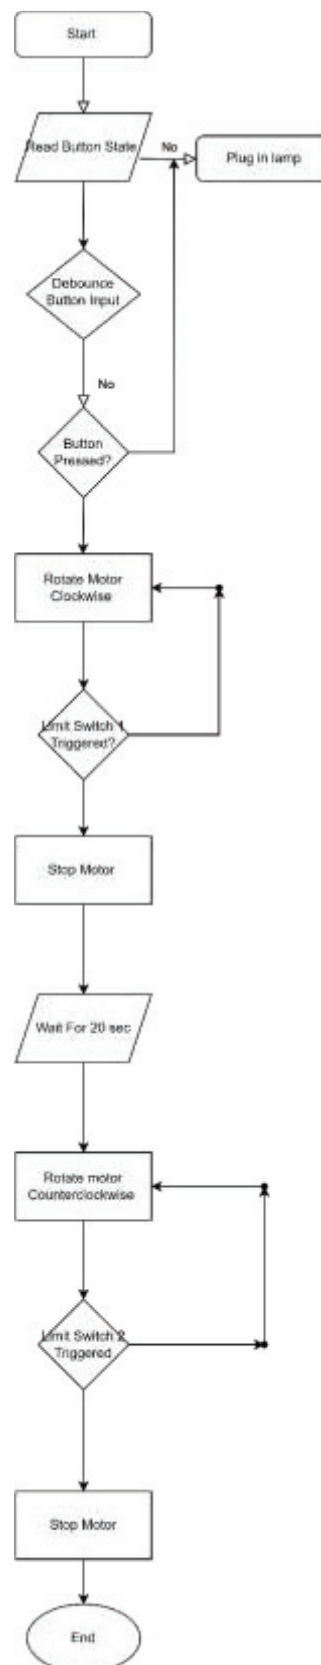 Start
Read Button State
No
Plug in lamp
Debounce
Button Input
No
Button
Pressed?
Rotate Motor
Clockwise
Limit Switch 1
Triggered?
Stop Motor
Wait For 20 sec
Rotate motor
Counterclockwise
Limit Switch 2
Triggered
Stop Motor
End